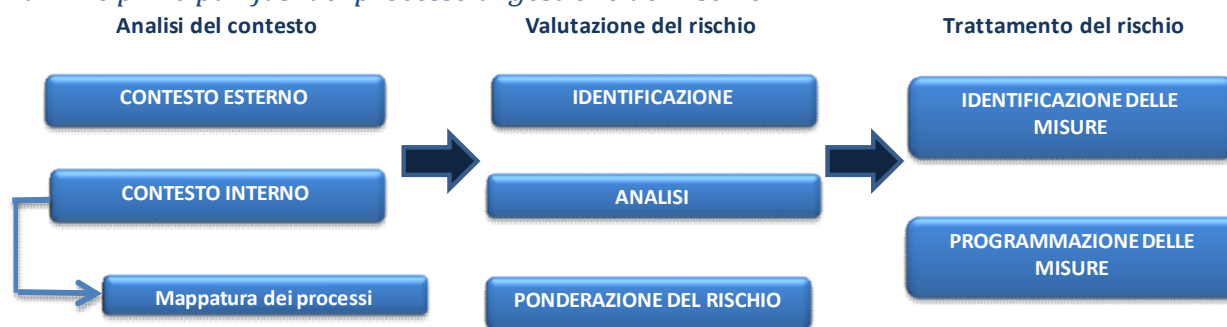 Analisi del contesto
CONTESTO ESTERNO
CONTESTO INTERNO
Mappatura dei processi
Valutazione del rischio
IDENTIFICAZIONE
ANALISI
PONDERAZIONE DEL RISCHIO
Trattamento del rischio
IDENTIFICAZIONE DELLE
MISURE
PROGRAMMAZIONE DELLE
MISURE